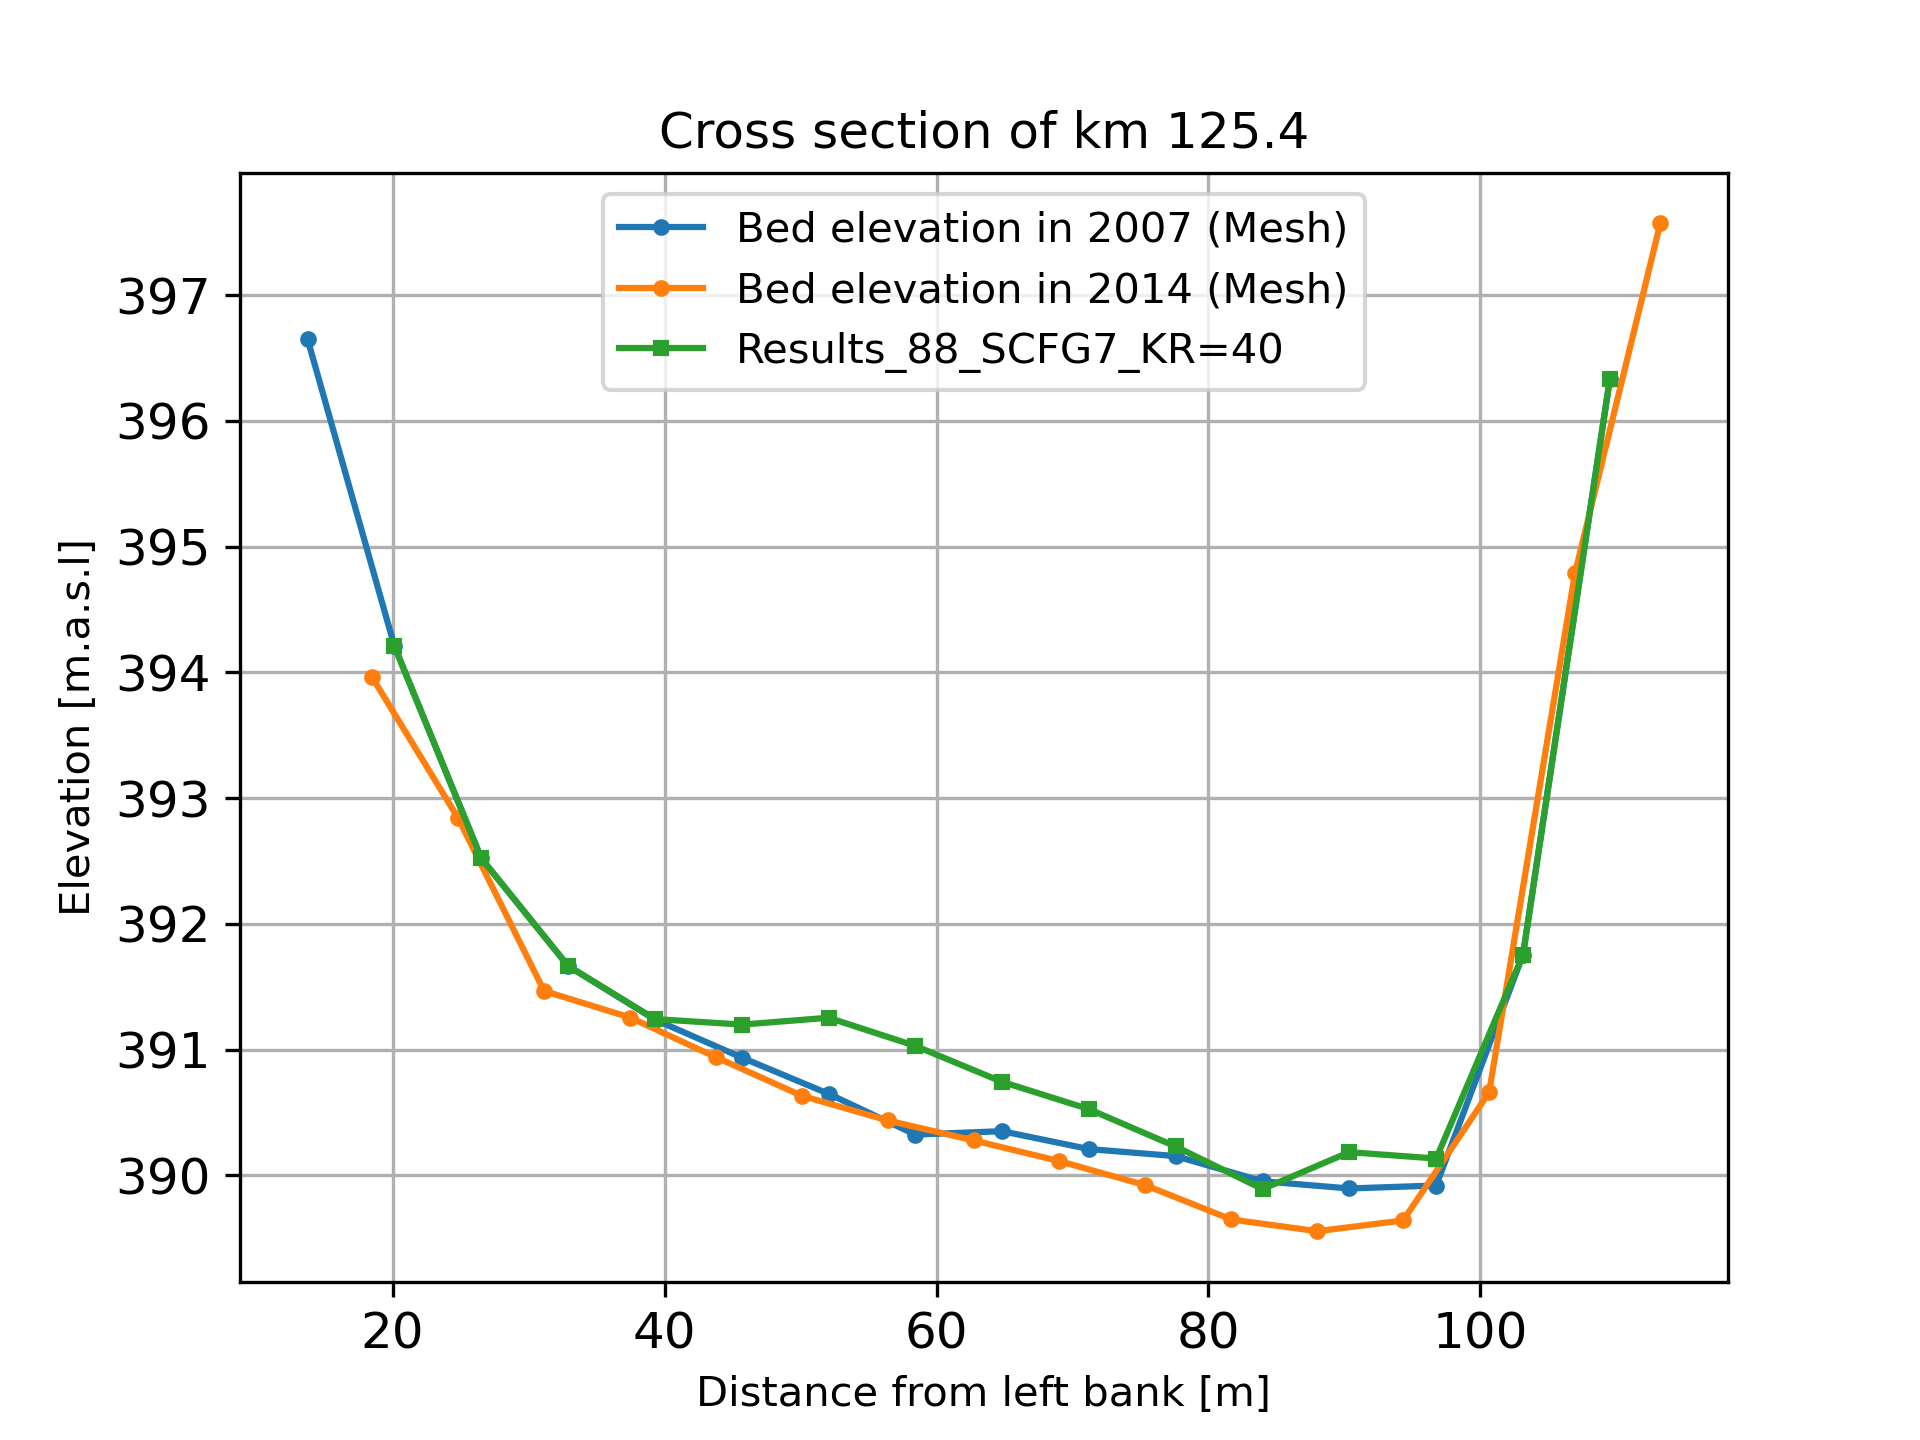 Cross section of km 125.4
Bed elevation in 2007 (Mesh)
Bed elevation in 2014 (Mesh)
Results_88_SCFG7_KR=40
397
396
395
394
393
392
391
390
Elevation [m.a.s.l]
20 40 60 80 100
Distance from left bank [m]